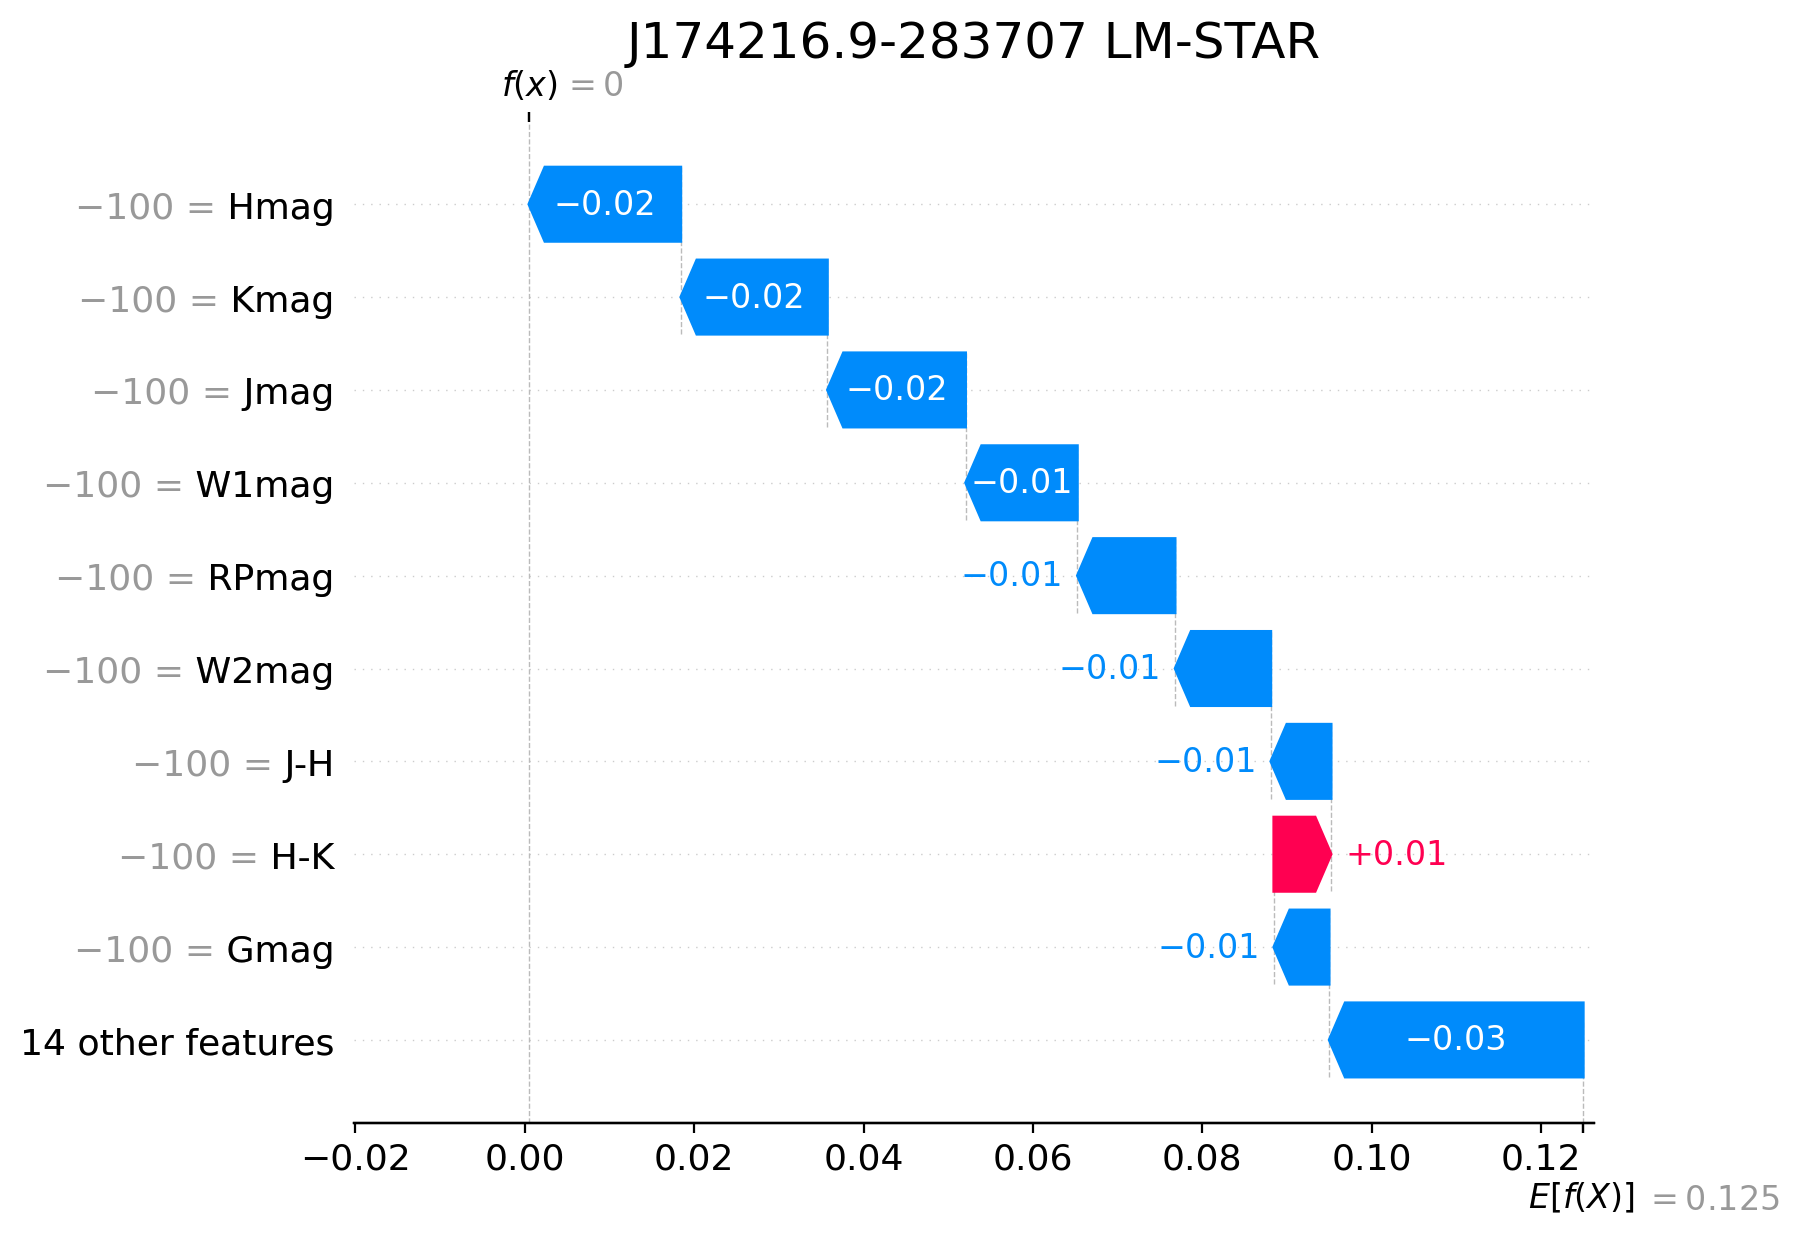 J174216.9-283707 LM-STAR
f(x) = 0
−100 = Hmag −0.02
−100 = Kmag −0.02
−100 = Jmag −0.02
−100 = W1mag −0.01
−100 = RPmag −0.01
−100 = W2mag −0.01
−100 = J-H −0.01
−100 = H-K +0.01
−100 = Gmag −0.01
14 other features −0.03
−0.02 0.00 0.02 0.04 0.06 0.08 0.10 0.12
E[f(X)] = 0.125